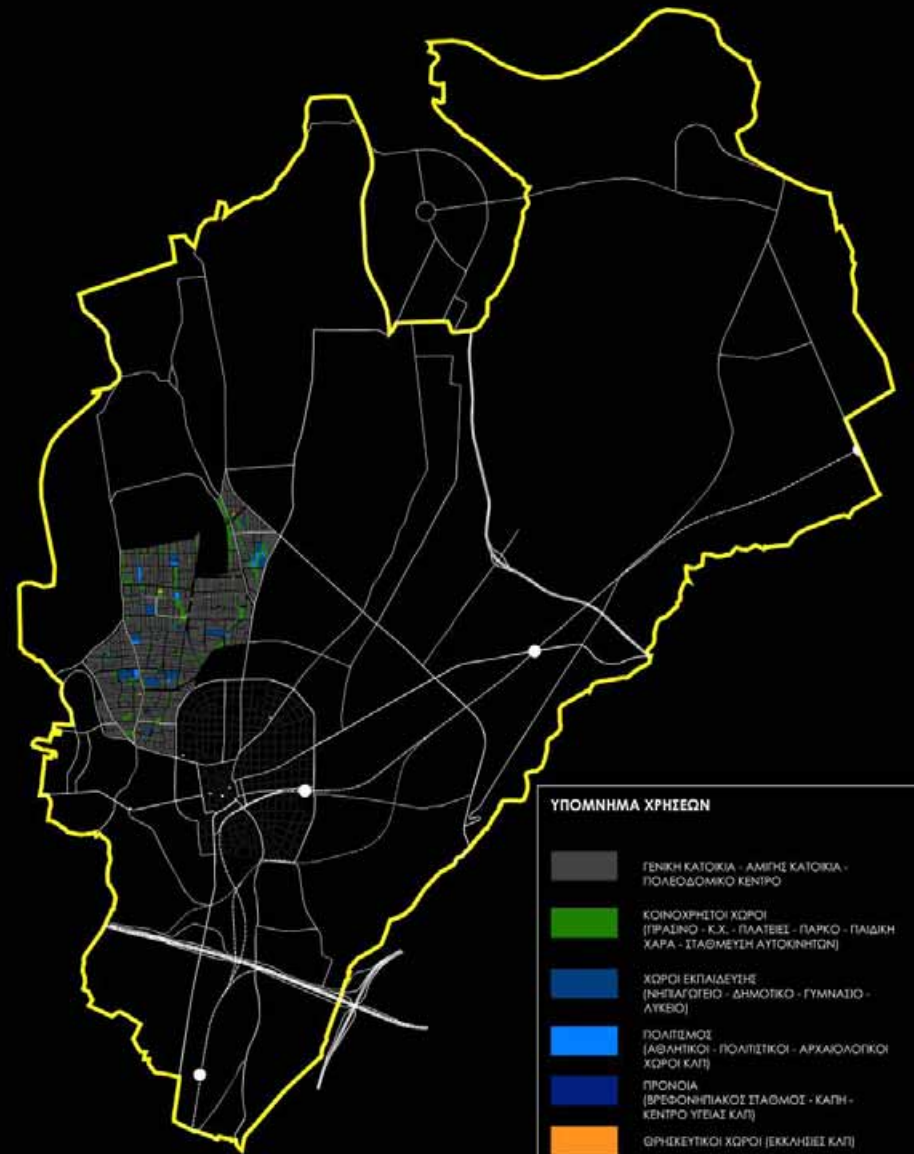 ΥΠΟΜΝΗΜΑ ΧΡΗΣΕΩΝ
ΓΕΝΙΚΗ ΚΑΤΟΙΚΙΑ - ΑΜΙΓΗΣ ΚΑΤΟΙΚΙΑ -
ΠΟΛΕΟΔΟΜΙΚΟ ΚΕΝΤΡΟ
ΚΟΙΝΟΧΡΗΣΤΟΙ ΧΩΡΟΙ
(ΠΡΑΣΙΝΟ - Κ.Χ. - ΠΛΑΤΕΙΕΣ - ΠΑΡΚΟ - ΠΑΙΔΙΚΗ
ΧΑΡΑ - ΣΤΑΘΜΕΥΣΗ ΑΥΤΟΚΙΝΗΤΩΝ)
ΧΩΡΟΙ ΕΚΠΑΙΔΕΥΣΗΣ
(ΝΗΠΙΑΓΩΓΕΙΟ - ΔΗΜΟΤΙΚΟ - ΓΥΜΝΑΣΙΟ -
ΛΥΚΕΙΟ)
ΠΟΛΙΤΙΣΜΟΣ
(ΑΘΛΗΤΙΚΟΙ - ΠΟΛΙΤΙΣΤΙΚΟΙ - ΑΡΧΑΙΟΛΟΓΙΚΟΙ
ΧΩΡΟΙ ΚΛΠ)
ΠΡΟΝΟΙΑ
(ΒΡΕΦΟΝΗΠΙΑΚΟΣ ΣΤΑΘΜΟΣ - ΚΑΠΗ -
ΚΕΝΤΡΟ ΥΓΕΙΑΣ ΚΛΠ)
ΘΡΗΣΚΕΥΤΙΚΟΙ ΧΩΡΟΙ (ΕΚΚΛΗΣΙΕΣ ΚΛΠ)